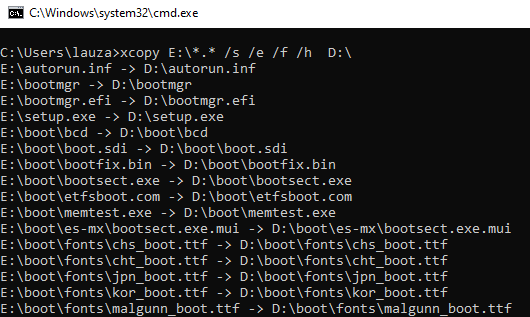 C:\Windows\system32\cmd.exe
C:\Users\lauza>xcopy E:\*.* /s /e /f /h  D:\
E:\autorun.inf -> D:\autorun.inf
E:\bootmgr -> D:\bootmgr
E:\bootmgr.efi -> D:\bootmgr.efi
E:\setup.exe -> D:\setup.exe
E:\boot\bcd -> D:\boot\bcd
E:\boot\boot.sdi -> D:\boot\boot.sdi
E:\boot\bootfix.bin -> D:\boot\bootfix.bin
E:\boot\bootsect.exe -> D:\boot\bootsect.exe
E:\boot\etfsboot.com -> D:\boot\etfsboot.com
E:\boot\memtest.exe -> D:\boot\memtest.exe
E:\boot\es-mx\bootsect.exe.mui -> D:\boot\es-mx\bootsect.exe.mui
E:\boot\fonts\chs_boot.ttf -> D:\boot\fonts\chs_boot.ttf
E:\boot\fonts\cht_boot.ttf -> D:\boot\fonts\cht_boot.ttf
E:\boot\fonts\jpn_boot.ttf -> D:\boot\fonts\jpn_boot.ttf
E:\boot\fonts\kor_boot.ttf -> D:\boot\fonts\kor_boot.ttf
E:\boot\fonts\malgunn_boot.ttf -> D:\boot\fonts\malgunn_boot.ttf